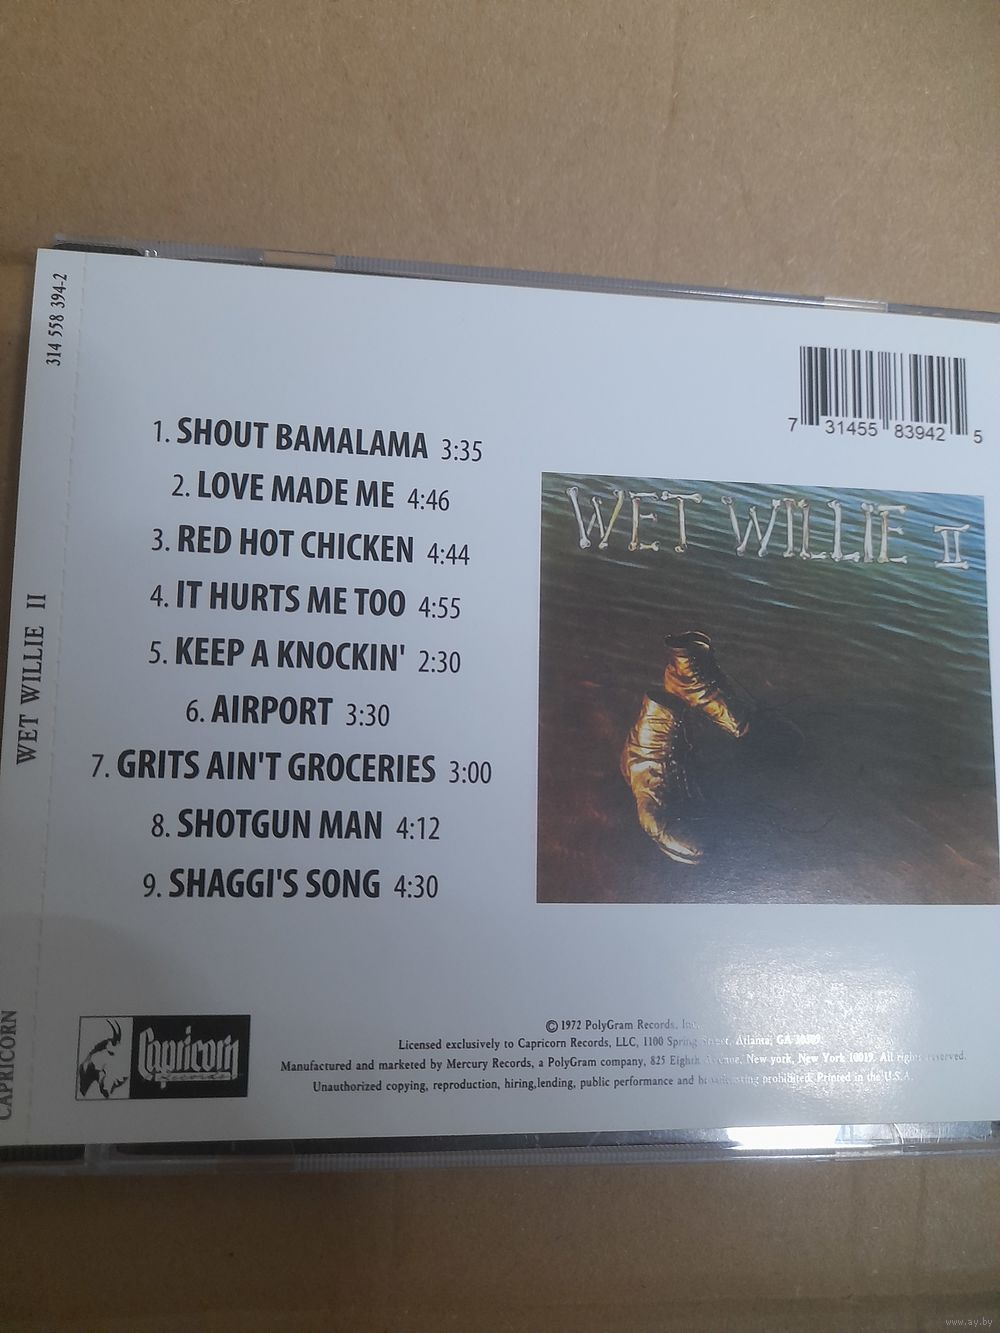 314 558 394-2
WET WILLIE II
CAPRICORN
1. SHOUT BAMALAMA 3:35
2. LOVE MADE ME 4:46
3. RED HOT CHICKEN 4:44
4. IT HURTS ME TOO 4:55
5. KEEP A KNOCKIN' 2:30
6. AIRPORT 3:30
7. GRITS AIN'T GROCERIES 3:00
8. SHOTGUN MAN 4:12
9. SHAGGI'S SONG 4:30
7 31455 83942 5
WET WILLIE II
Capricorn
Records
© 1972 PolyGram Records, Inc.
Licensed exclusively to Capricorn Records, LLC, 1100 Spring Street, Atlanta, GA 30309.
Manufactured and marketed by Mercury Records, a PolyGram company, 825 Eighth Avenue, New york, New York 10019. All rights reserved.
Unauthorized copying, reproduction, hiring,lending, public performance and broadcasting prohibited. Printed in the U.S.A.
www.ay.by